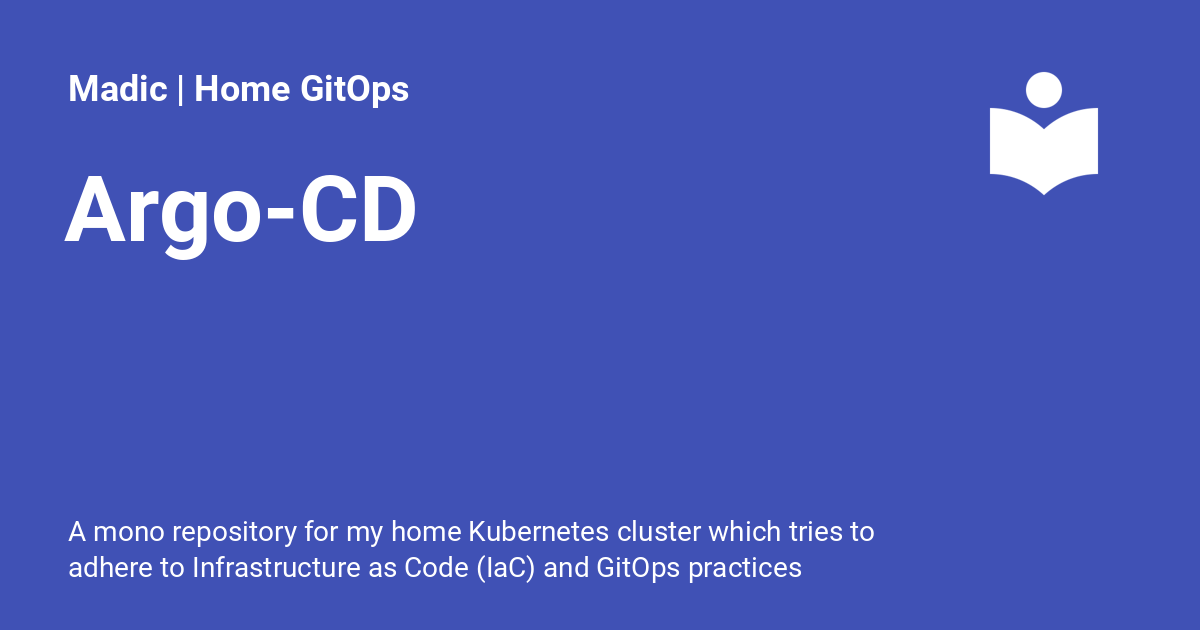 Madic | Home GitOps
Argo-CD
A mono repository for my home Kubernetes cluster which tries to
adhere to Infrastructure as Code (IaC) and GitOps practices